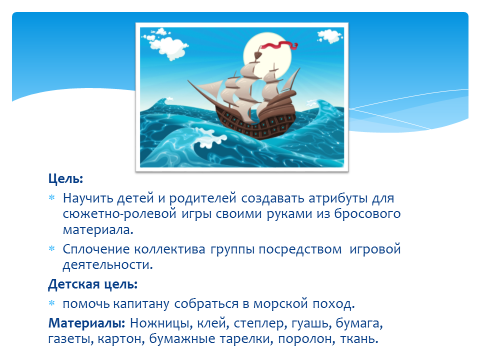 Цель:
Научить детей и родителей создавать атрибуты для
сюжетно-ролевой игры своими руками из бросового
материала.
Сплочение коллектива группы посредством игровой
деятельности.
Детская цель:
помочь капитану собраться в морской поход.
Материалы: Ножницы, клей, степлер, гуашь, бумага,
газеты, картон, бумажные тарелки, поролон, ткань.